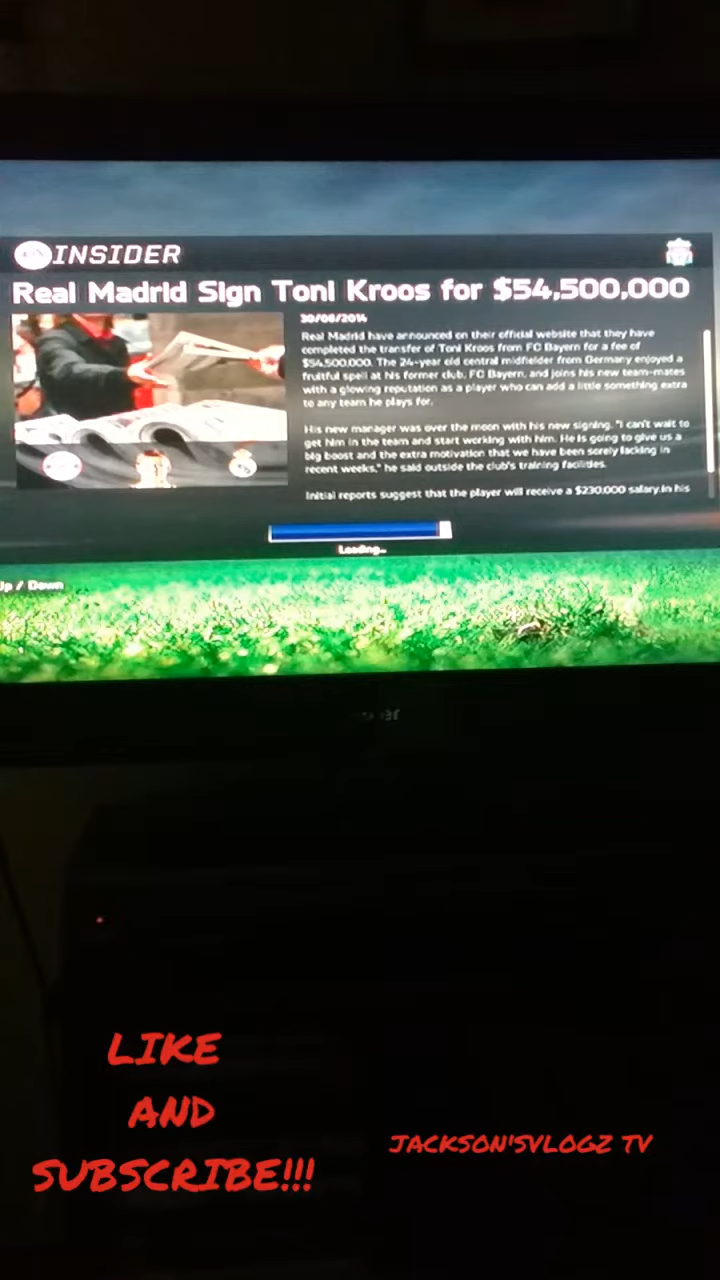 INSIDER
Real Madrid Sign Toni Kroos for $54,500,000
30/06/2014
Real Madrid have announced on their official website that they have
completed the transfer of Toni Kroos from FC Bayern for a fee of
$54,500,000. The 24-year old central midfielder from Germany enjoyed a
fruitful spell at his former club, FC Bayern, and joins his new team-mates
with a glowing reputation as a player who can add a little something extra
to any team he plays for.
His new manager was over the moon with his new signing. "I can't wait to
get him in the team and start working with him. He is going to give us a
big boost and the extra motivation that we have been sorely lacking in
recent weeks," he said outside the club's training facilities.
Initial reports suggest that the player will receive a $230,000 salary in his
Loading...
Up / Down
LIKE
AND
SUBSCRIBE!!!
JACKSON'SVLOGZ TV